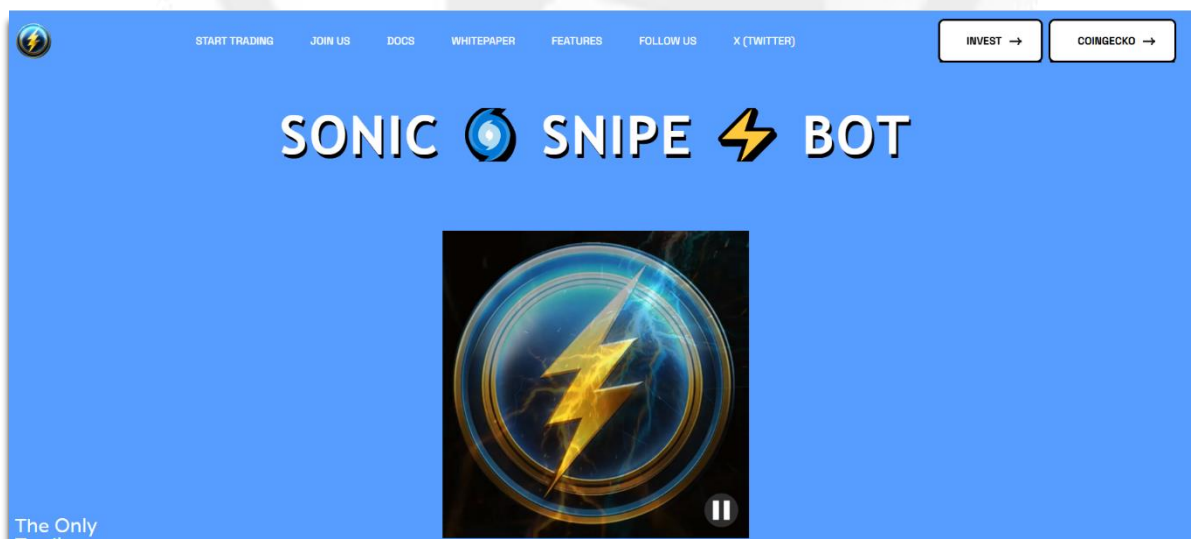 START TRADING JOIN US DOCS WHITEPAPER FEATURES FOLLOW US X (TWITTER) INVEST → COINGECKO →
SONIC 🌀 SNIPE ⚡ BOT
The Only